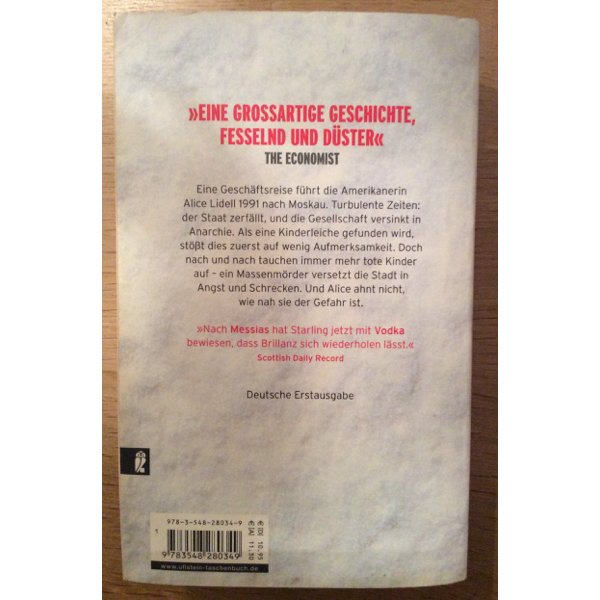 »EINE GROSSARTIGE GESCHICHTE,
FESSELND UND DÜSTER«
THE ECONOMIST
Eine Geschäftsreise führt die Amerikanerin
Alice Lidell 1991 nach Moskau. Turbulente Zeiten:
der Staat zerfällt, und die Gesellschaft versinkt in
Anarchie. Als eine Kinderleiche gefunden wird,
stößt dies zuerst auf wenig Aufmerksamkeit. Doch
nach und nach tauchen immer mehr tote Kinder
auf – ein Massenmörder versetzt die Stadt in
Angst und Schrecken. Und Alice ahnt nicht,
wie nah sie der Gefahr ist.
»Nach Messias hat Starling jetzt mit Vodka
bewiesen, dass Brillanz sich wiederholen lässt.«
Scottish Daily Record
Deutsche Erstausgabe
978-3-548-28034-9
9 783548 280349
€ [D] 10,95
€ [A] 11,30
www.ullstein-taschenbuch.de